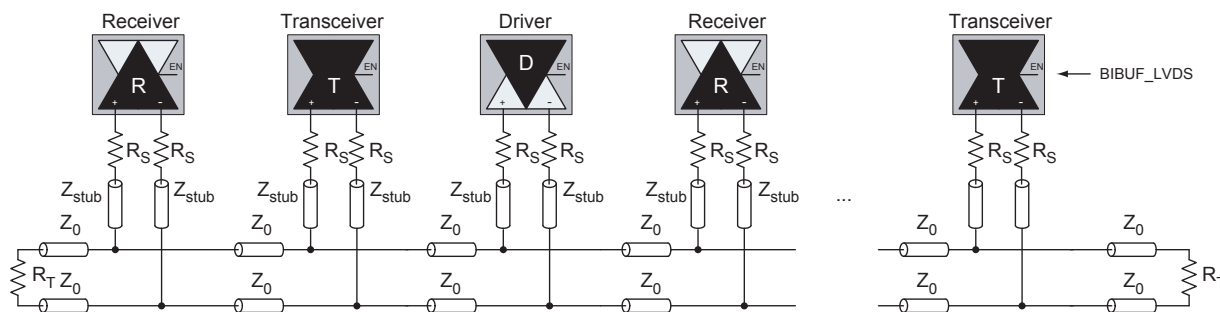 Receiver Transceiver Driver Receiver Transceiver
EN EN EN EN EN
R T D R T BIBUF_LVDS
+ - + - + - + - + -
RS RS RS RS RS RS RS RS RS RS
Zstub Zstub Zstub Zstub Zstub Zstub Zstub Zstub ... Zstub
Z0 Z0 Z0 Z0 Z0 Z0
RT Z0 Z0 Z0 Z0 Z0 Z0 R